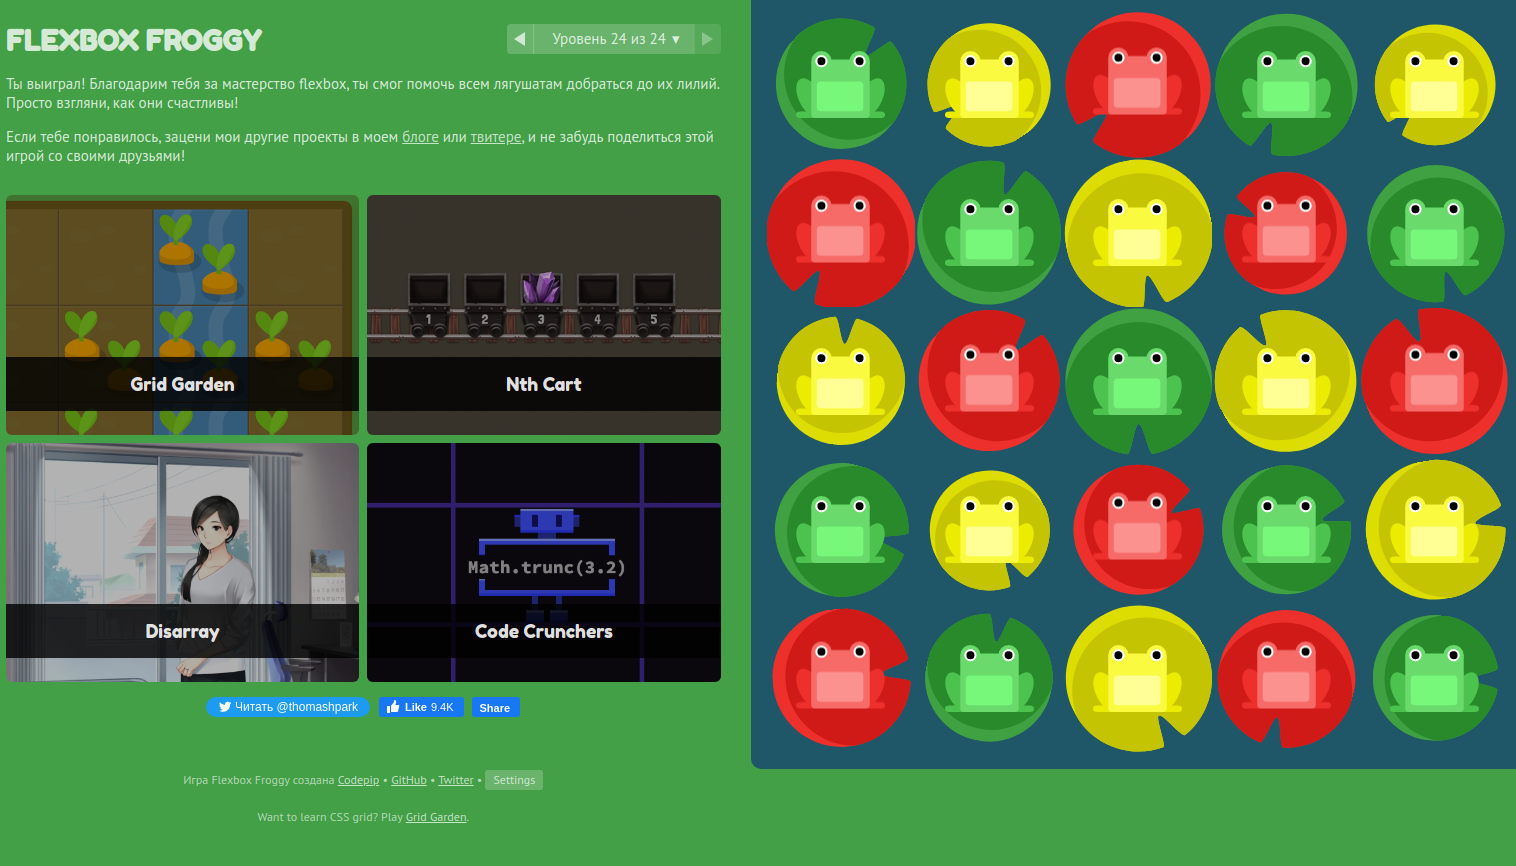 FLEXBOX FROGGY
Уровень 24 из 24 ▼
Ты выиграл! Благодарим тебя за мастерство flexbox, ты смог помочь всем лягушатам добраться до их лилий.
Просто взгляни, как они счастливы!
Если тебе понравилось, зацени мои другие проекты в моем блоге или твитере, и не забудь поделиться этой
игрой со своими друзьями!
1 2 3 4 5
Grid Garden
Nth Cart
Math.trunc(3.2)
Disarray
Code Crunchers
Читать @thomashpark
Like 9.4K
Share
Игра Flexbox Froggy создана Codepip • GitHub • Twitter • Settings
Want to learn CSS grid? Play Grid Garden.